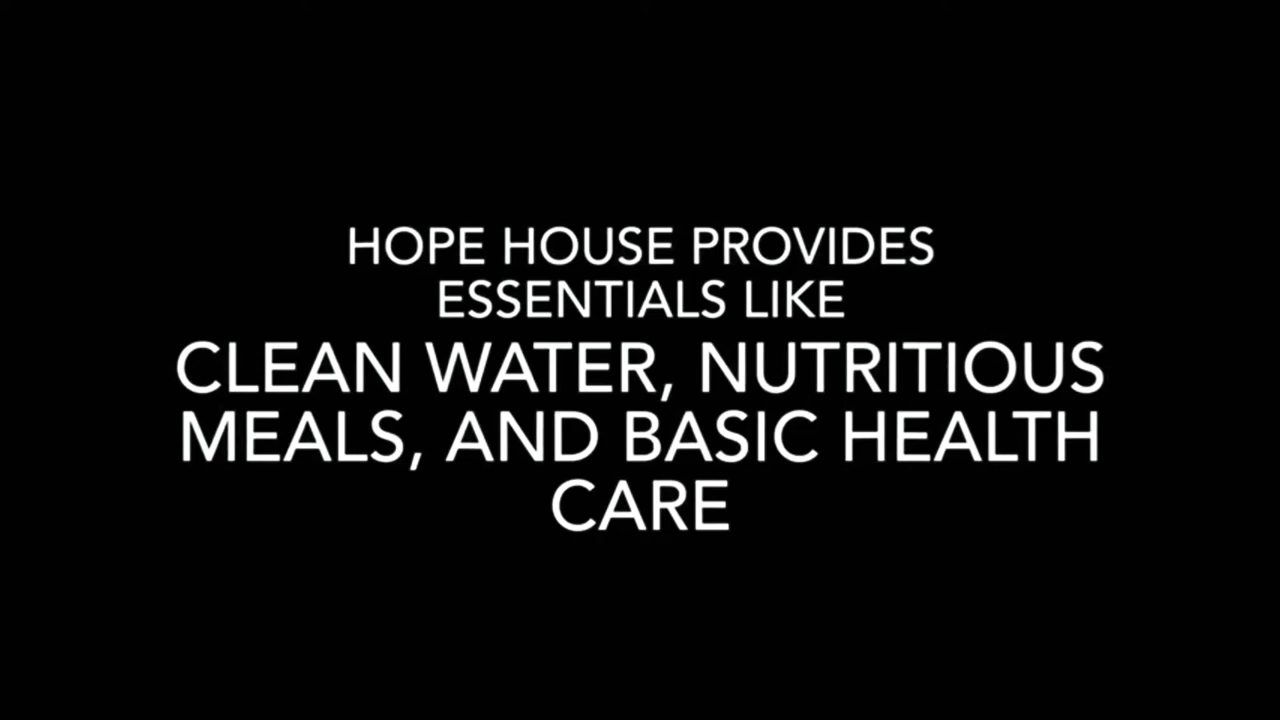 HOPE HOUSE PROVIDES
ESSENTIALS LIKE
CLEAN WATER, NUTRITIOUS
MEALS, AND BASIC HEALTH
CARE